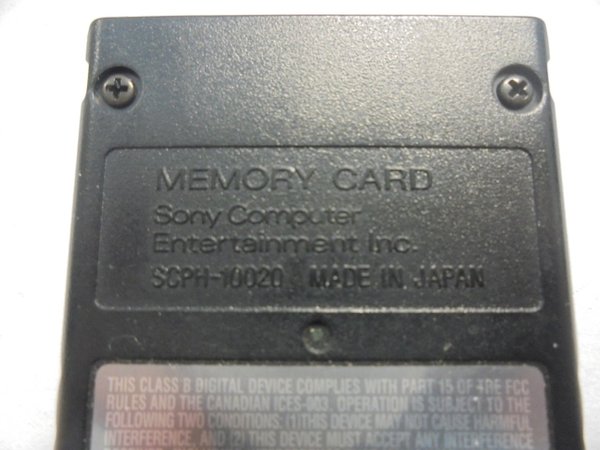 MEMORY CARD
Sony Computer
Entertainment Inc.
SCPH-10020 MADE IN JAPAN
THIS CLASS B DIGITAL DEVICE COMPLIES WITH PART 15 OF THE FCC
RULES AND THE CANADIAN ICES-003. OPERATION IS SUBJECT TO THE
FOLLOWING TWO CONDITIONS: (1)THIS DEVICE MAY NOT CAUSE HARMFUL
INTERFERENCE, AND (2) THIS DEVICE MUST ACCEPT ANY INTERFERENCE